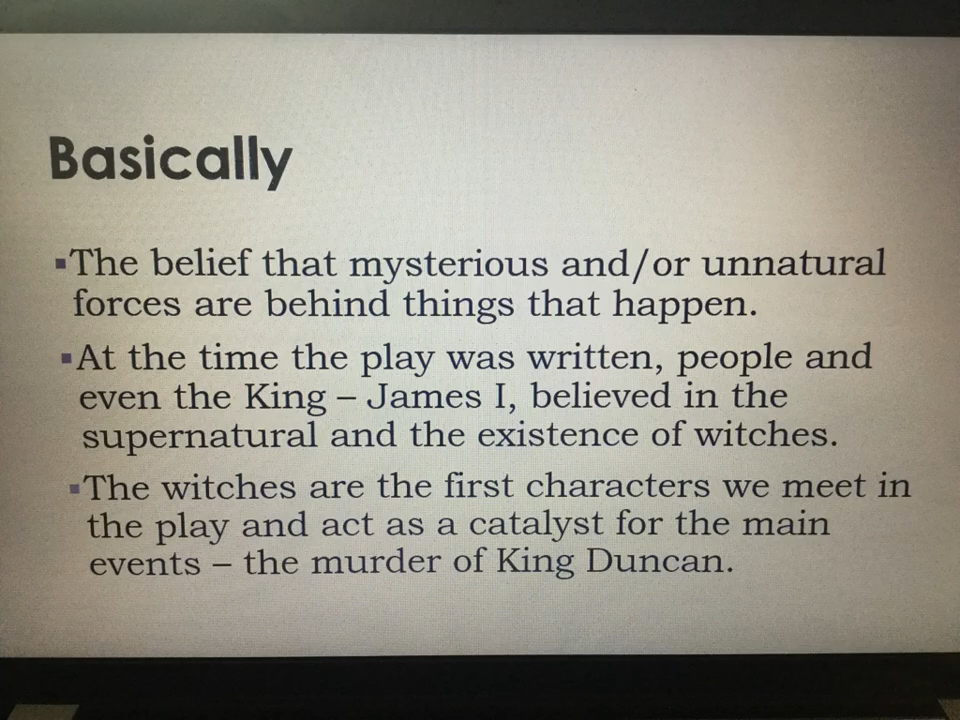 Basically
▪The belief that mysterious and/or unnatural
forces are behind things that happen.
▪At the time the play was written, people and
even the King – James I, believed in the
supernatural and the existence of witches.
▪The witches are the first characters we meet in
the play and act as a catalyst for the main
events – the murder of King Duncan.